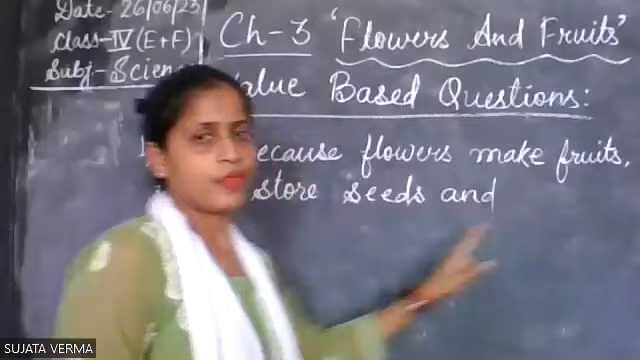 Date- 26/06/23
Class- IV (E+F)
Subj.- Scien
Ch-3 'Flowers And Fruits'
alue Based Questions:
ecause flowers make fruits,
store seeds and
SUJATA VERMA